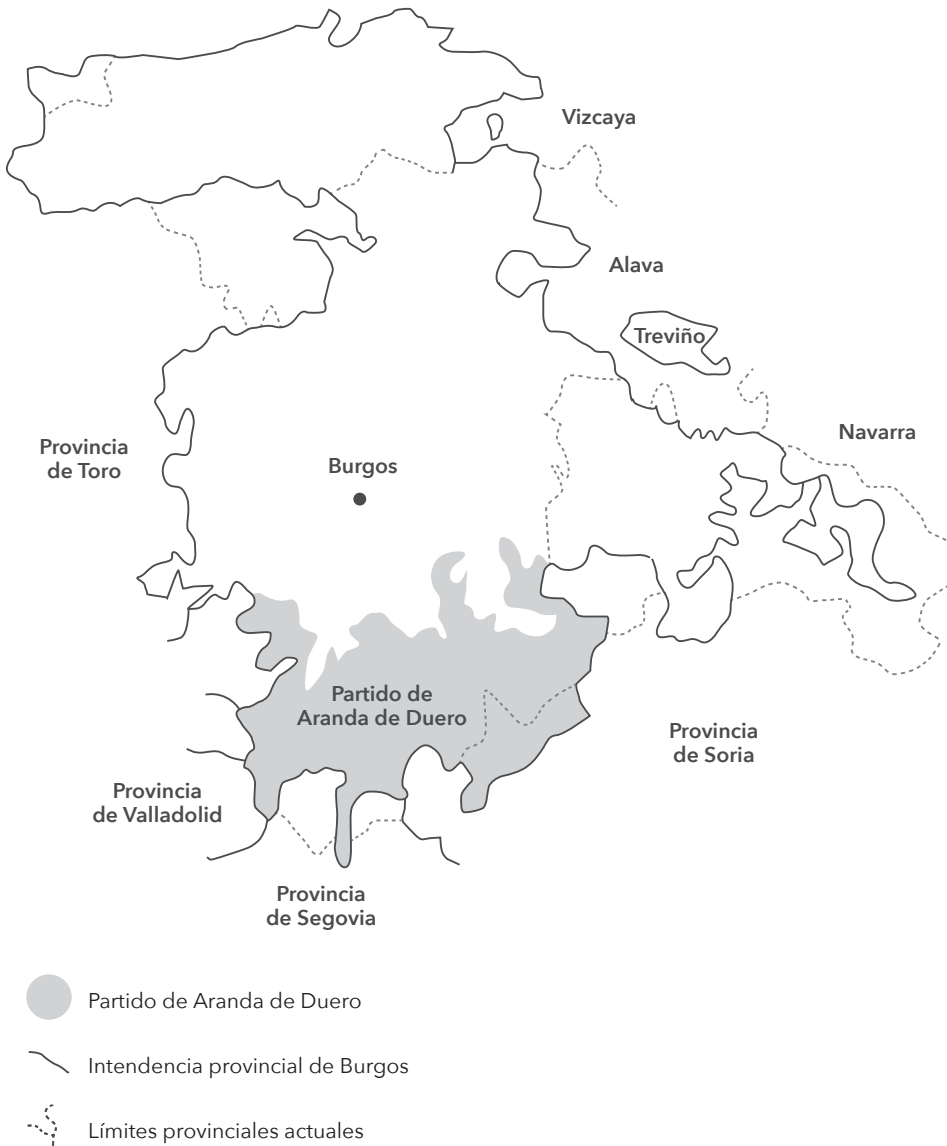 Vizcaya
Alava
Treviño
Navarra
Provincia
de Toro
Burgos
Partido de
Aranda de Duero
Provincia
de Soria
Provincia
de Valladolid
Provincia
de Segovia
Partido de Aranda de Duero
Intendencia provincial de Burgos
Límites provinciales actuales